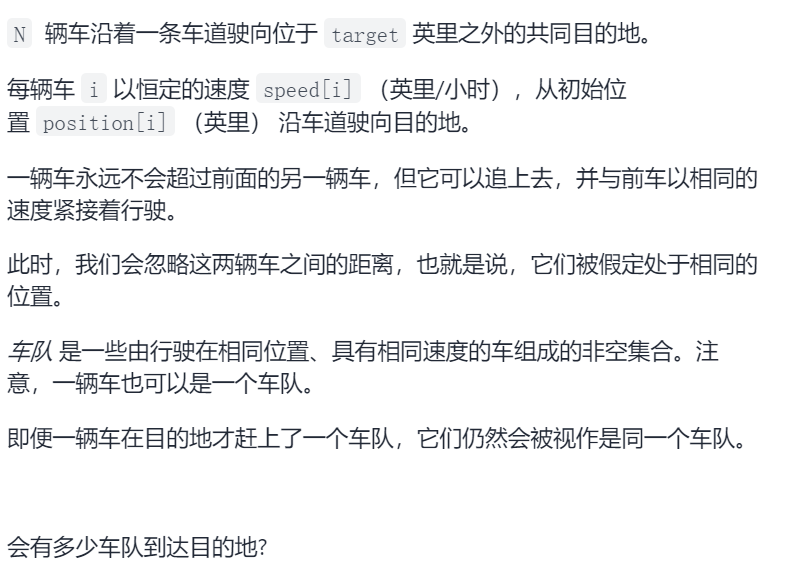 N 辆车沿着一条车道驶向位于 target 英里之外的共同目的地。
每辆车 i 以恒定的速度 speed[i] （英里/小时），从初始位
置 position[i] （英里） 沿车道驶向目的地。
一辆车永远不会超过前面的另一辆车，但它可以追上去，并与前车以相同的
速度紧接着行驶。
此时，我们会忽略这两辆车之间的距离，也就是说，它们被假定处于相同的
位置。
车队 是一些由行驶在相同位置、具有相同速度的车组成的非空集合。注
意，一辆车也可以是一个车队。
即便一辆车在目的地才赶上了一个车队，它们仍然会被视作是同一个车队。
会有多少车队到达目的地?